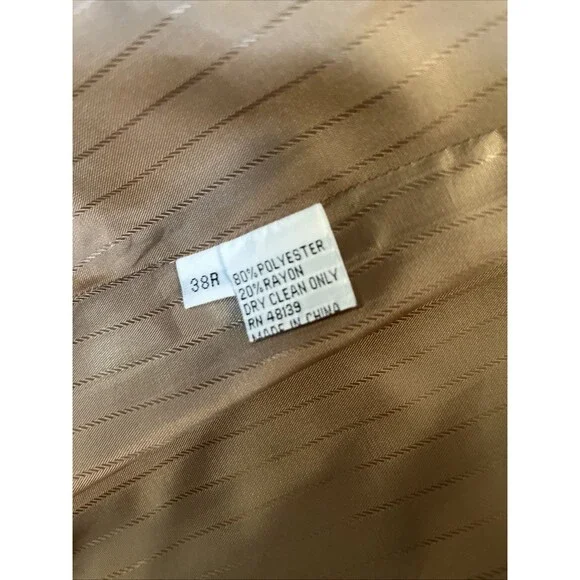 38R
80% POLYESTER
20% RAYON
DRY CLEAN ONLY
RN 48139
MADE IN CHINA